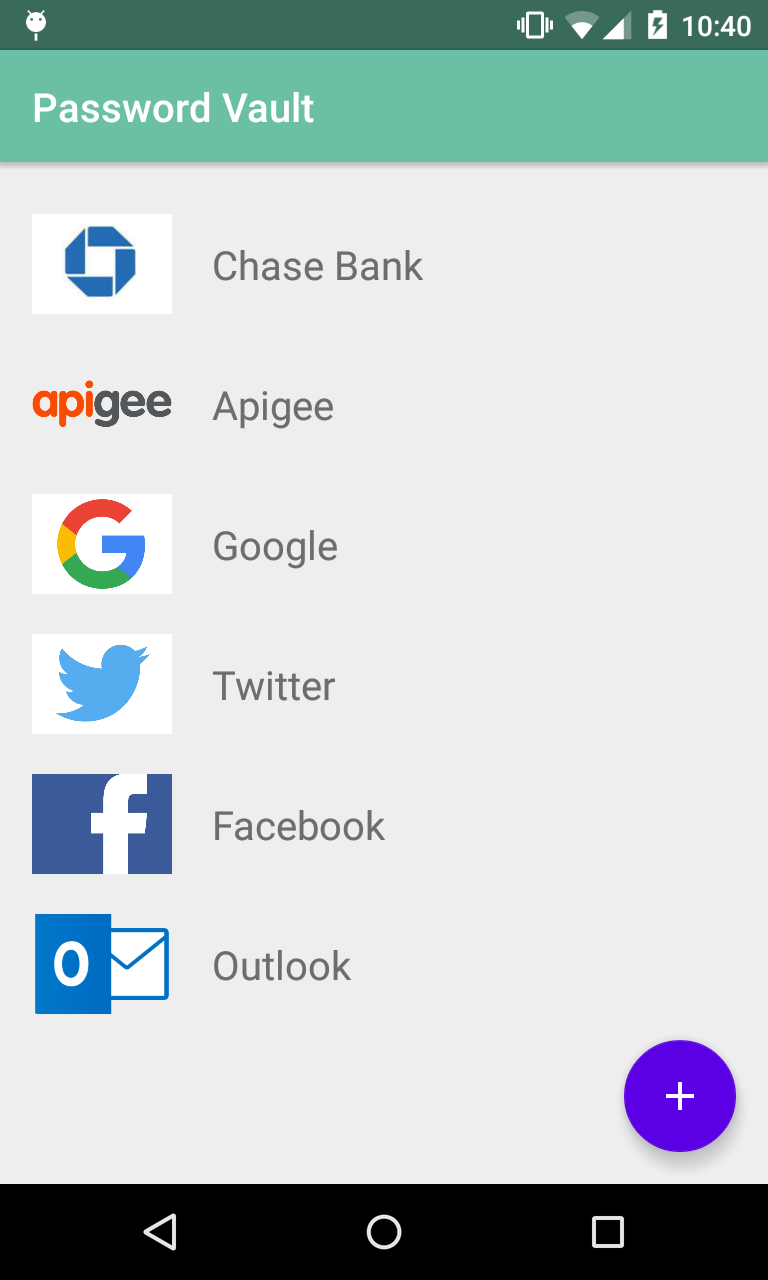 10:40
Password Vault
Chase Bank
apigee Apigee
Google
Twitter
Facebook
Outlook